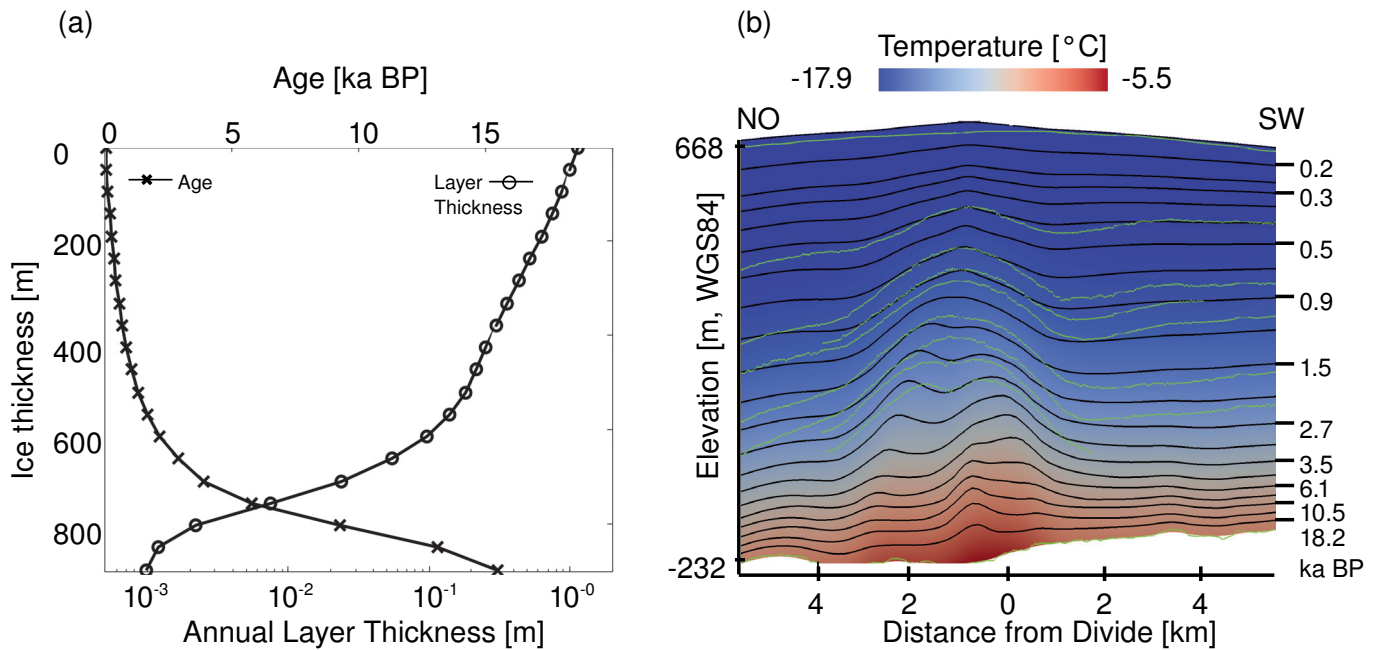 (a)
Age [ka BP]
0 5 10 15
0
200
400
600
800
Ice thickness [m]
Age
Layer
Thickness
10-3 10-2 10-1 10-0
Annual Layer Thickness [m]
(b)
Temperature [°C]
-17.9 -5.5
NO SW
668
-232
Elevation [m, WGS84]
0.2
0.3
0.5
0.9
1.5
2.7
3.5
6.1
10.5
18.2
ka BP
4 2 0 2 4
Distance from Divide [km]